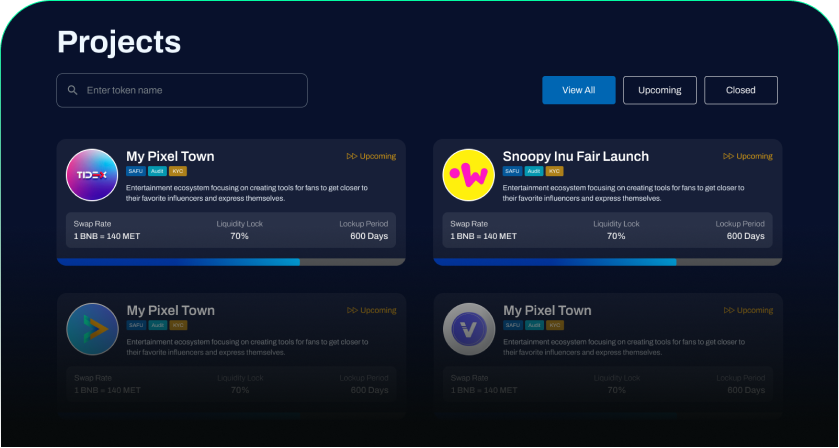 Projects
Enter token name
View All
Upcoming
Closed
My Pixel Town
Upcoming
SAFU
Audit
KYC
Entertainment ecosystem focusing on creating tools for fans to get closer to
their favorite influencers and express themselves.
Swap Rate
Liquidity Lock
Lockup Period
1 BNB = 140 MET
70%
600 Days
Snoopy Inu Fair Launch
Upcoming
SAFU
Audit
KYC
Entertainment ecosystem focusing on creating tools for fans to get closer to
their favorite influencers and express themselves.
Swap Rate
Liquidity Lock
Lockup Period
1 BNB = 140 MET
70%
600 Days
My Pixel Town
Upcoming
SAFU
Audit
KYC
Entertainment ecosystem focusing on creating tools for fans to get closer to
their favorite influencers and express themselves.
Swap Rate
Liquidity Lock
Lockup Period
1 BNB = 140 MET
70%
600 Days
My Pixel Town
Upcoming
SAFU
Audit
KYC
Entertainment ecosystem focusing on creating tools for fans to get closer to
their favorite influencers and express themselves.
Swap Rate
Liquidity Lock
Lockup Period
1 BNB = 140 MET
70%
600 Days